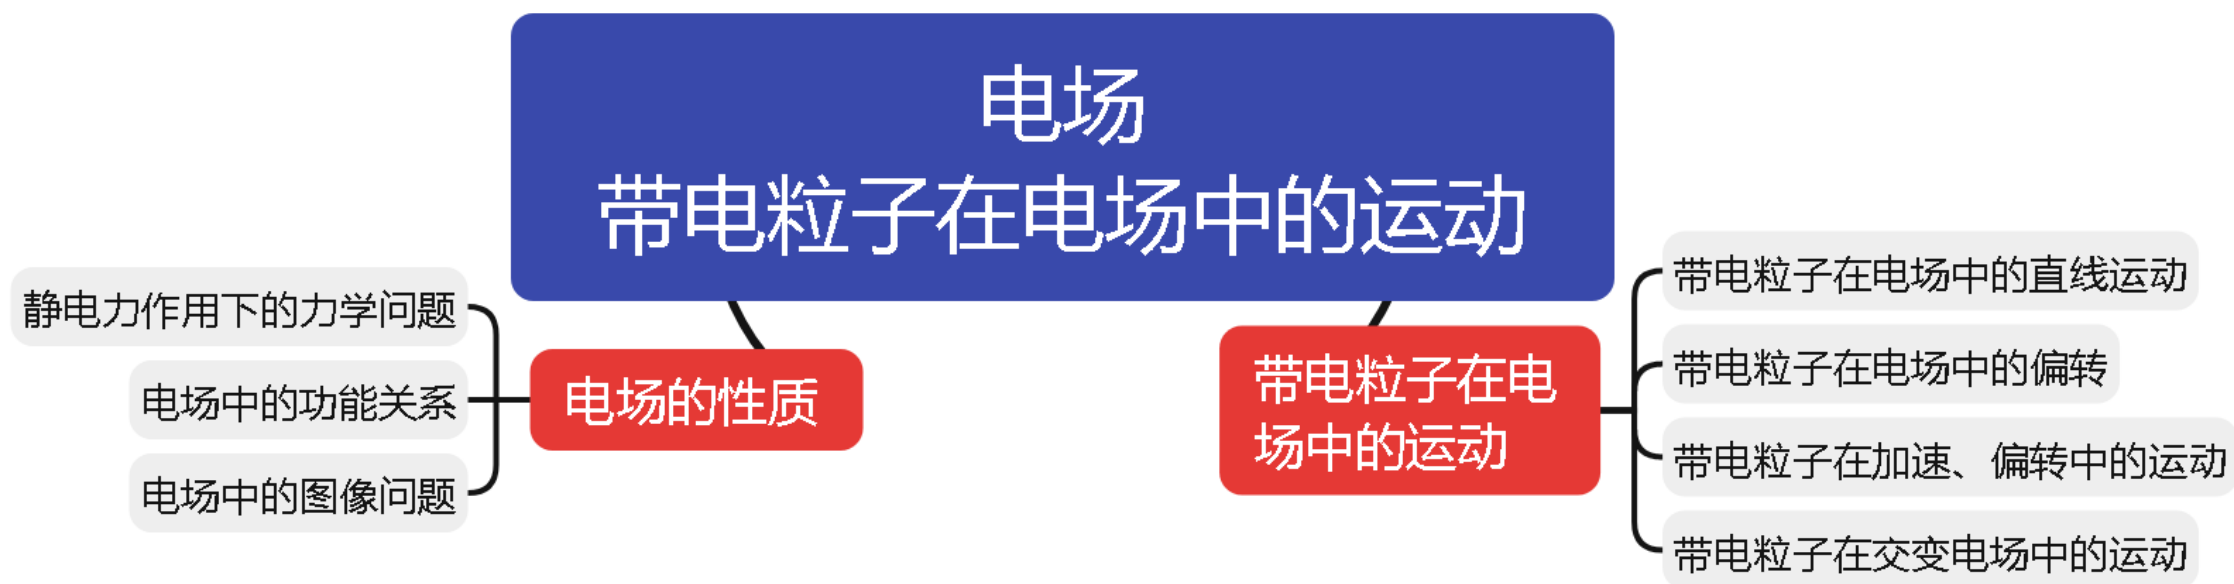 电场
带电粒子在电场中的运动
静电力作用下的力学问题
电场中的功能关系
电场中的图像问题
电场的性质
带电粒子在电
场中的运动
带电粒子在电场中的直线运动
带电粒子在电场中的偏转
带电粒子在加速、偏转中的运动
带电粒子在交变电场中的运动